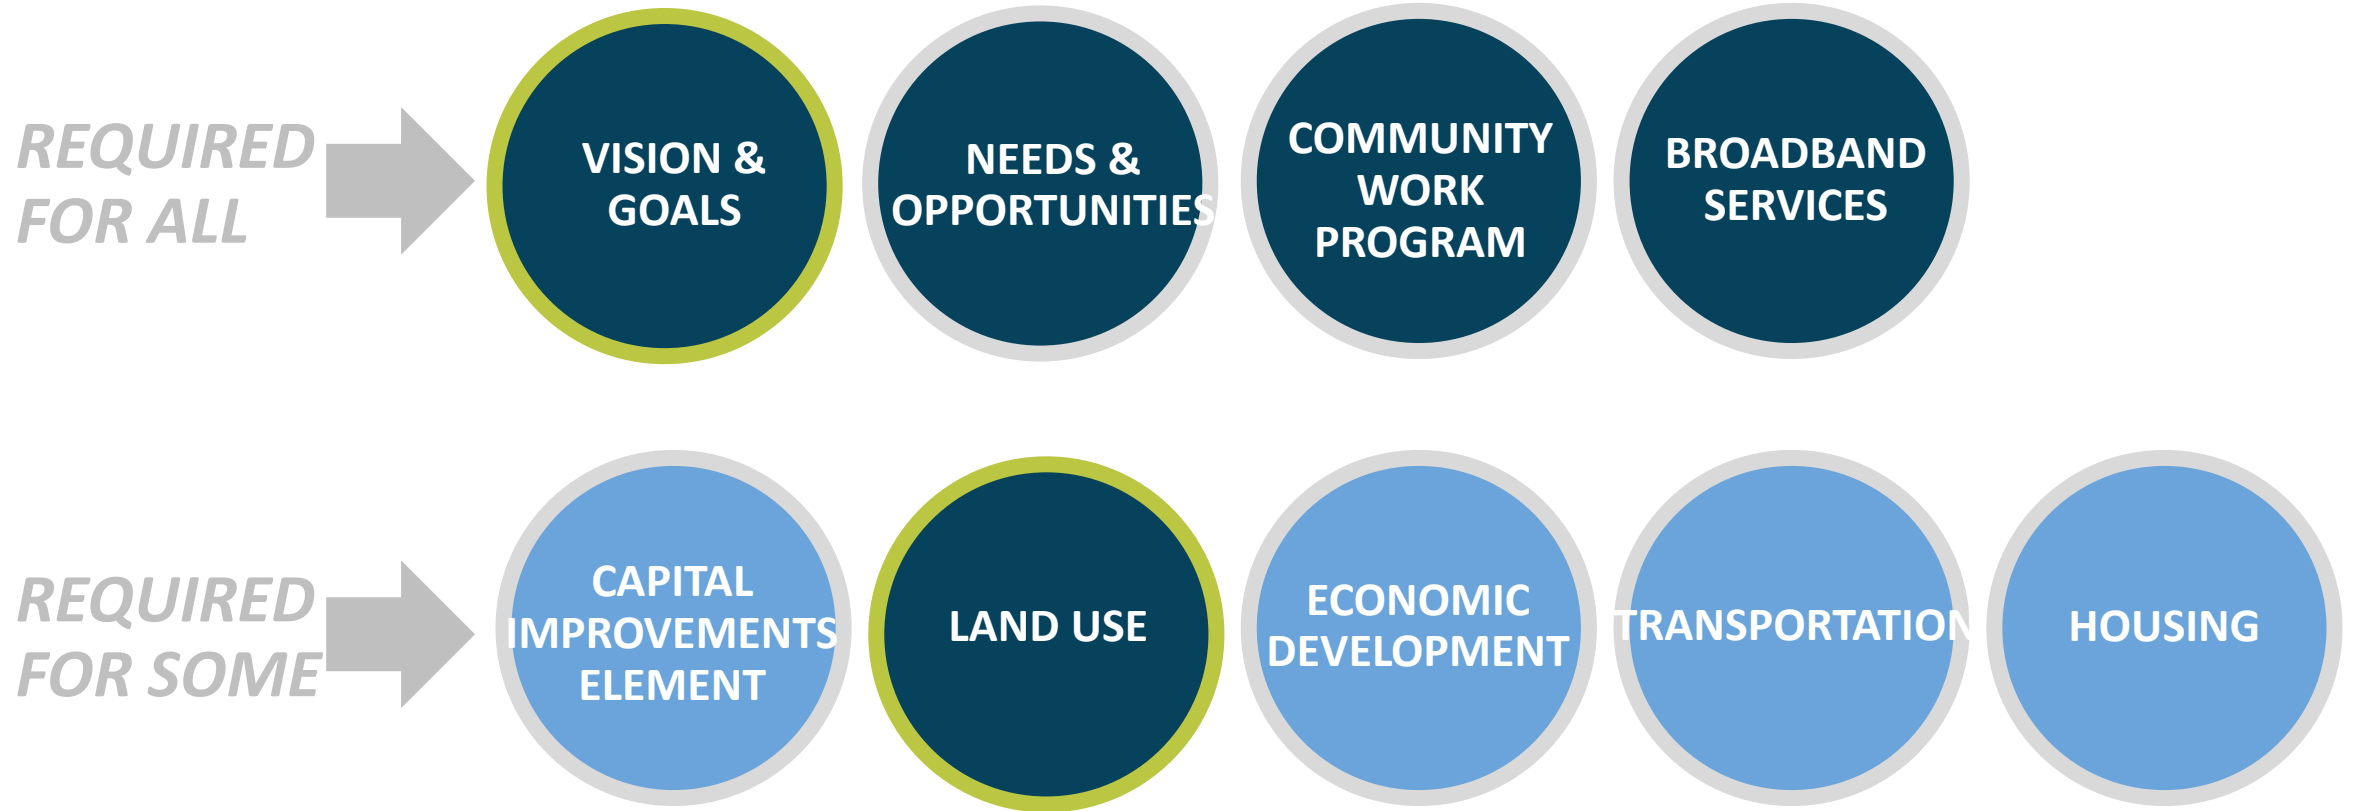 REQUIRED
FOR ALL
VISION &
GOALS
NEEDS &
OPPORTUNITIES
COMMUNITY
WORK
PROGRAM
BROADBAND
SERVICES
REQUIRED
FOR SOME
CAPITAL
IMPROVEMENTS
ELEMENT
LAND USE
ECONOMIC
DEVELOPMENT
TRANSPORTATION
HOUSING